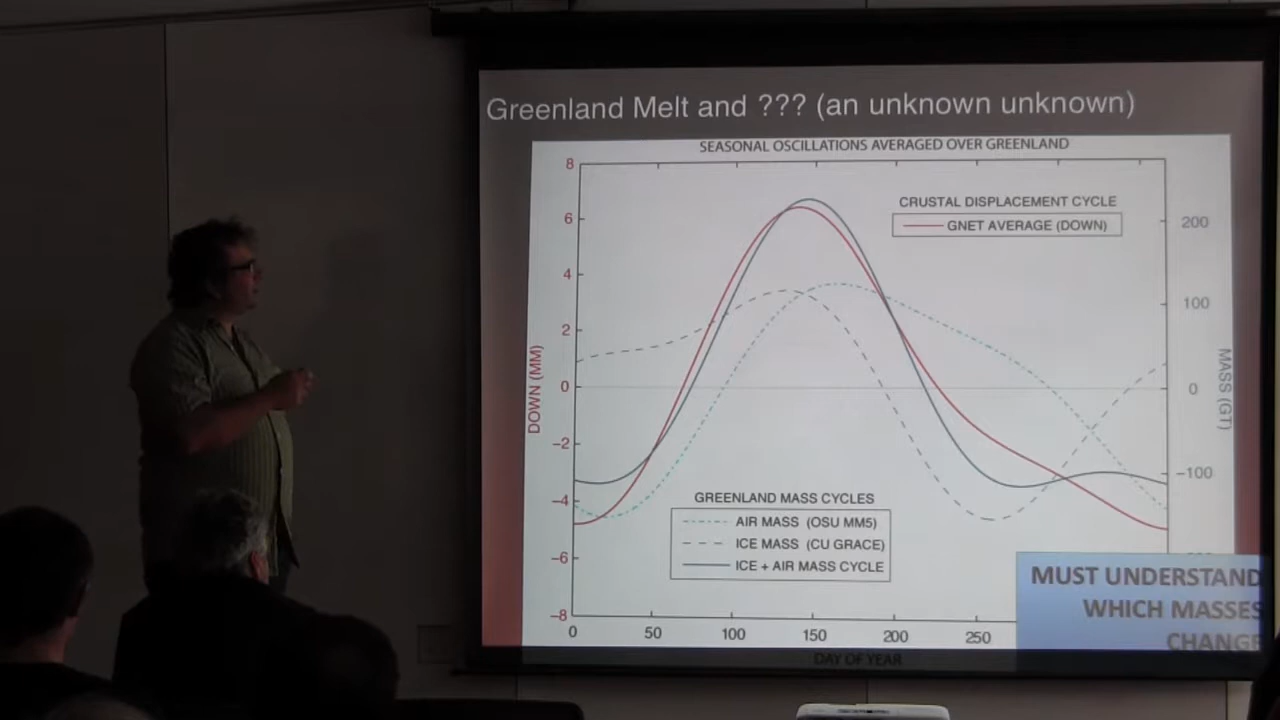 Greenland Melt and ??? (an unknown unknown)
SEASONAL OSCILLATIONS AVERAGED OVER GREENLAND
8
6
4
2
0
−2
−4
−6
−8
DOWN (MM)
CRUSTAL DISPLACEMENT CYCLE
GNET AVERAGE (DOWN)
200
100
0
−100
MASS (GT)
GREENLAND MASS CYCLES
AIR MASS (OSU MM5)
ICE MASS (CU GRACE)
ICE + AIR MASS CYCLE
0 50 100 150 200 250
DAY OF YEAR
MUST UNDERSTAND
WHICH MASSES
CHANGE